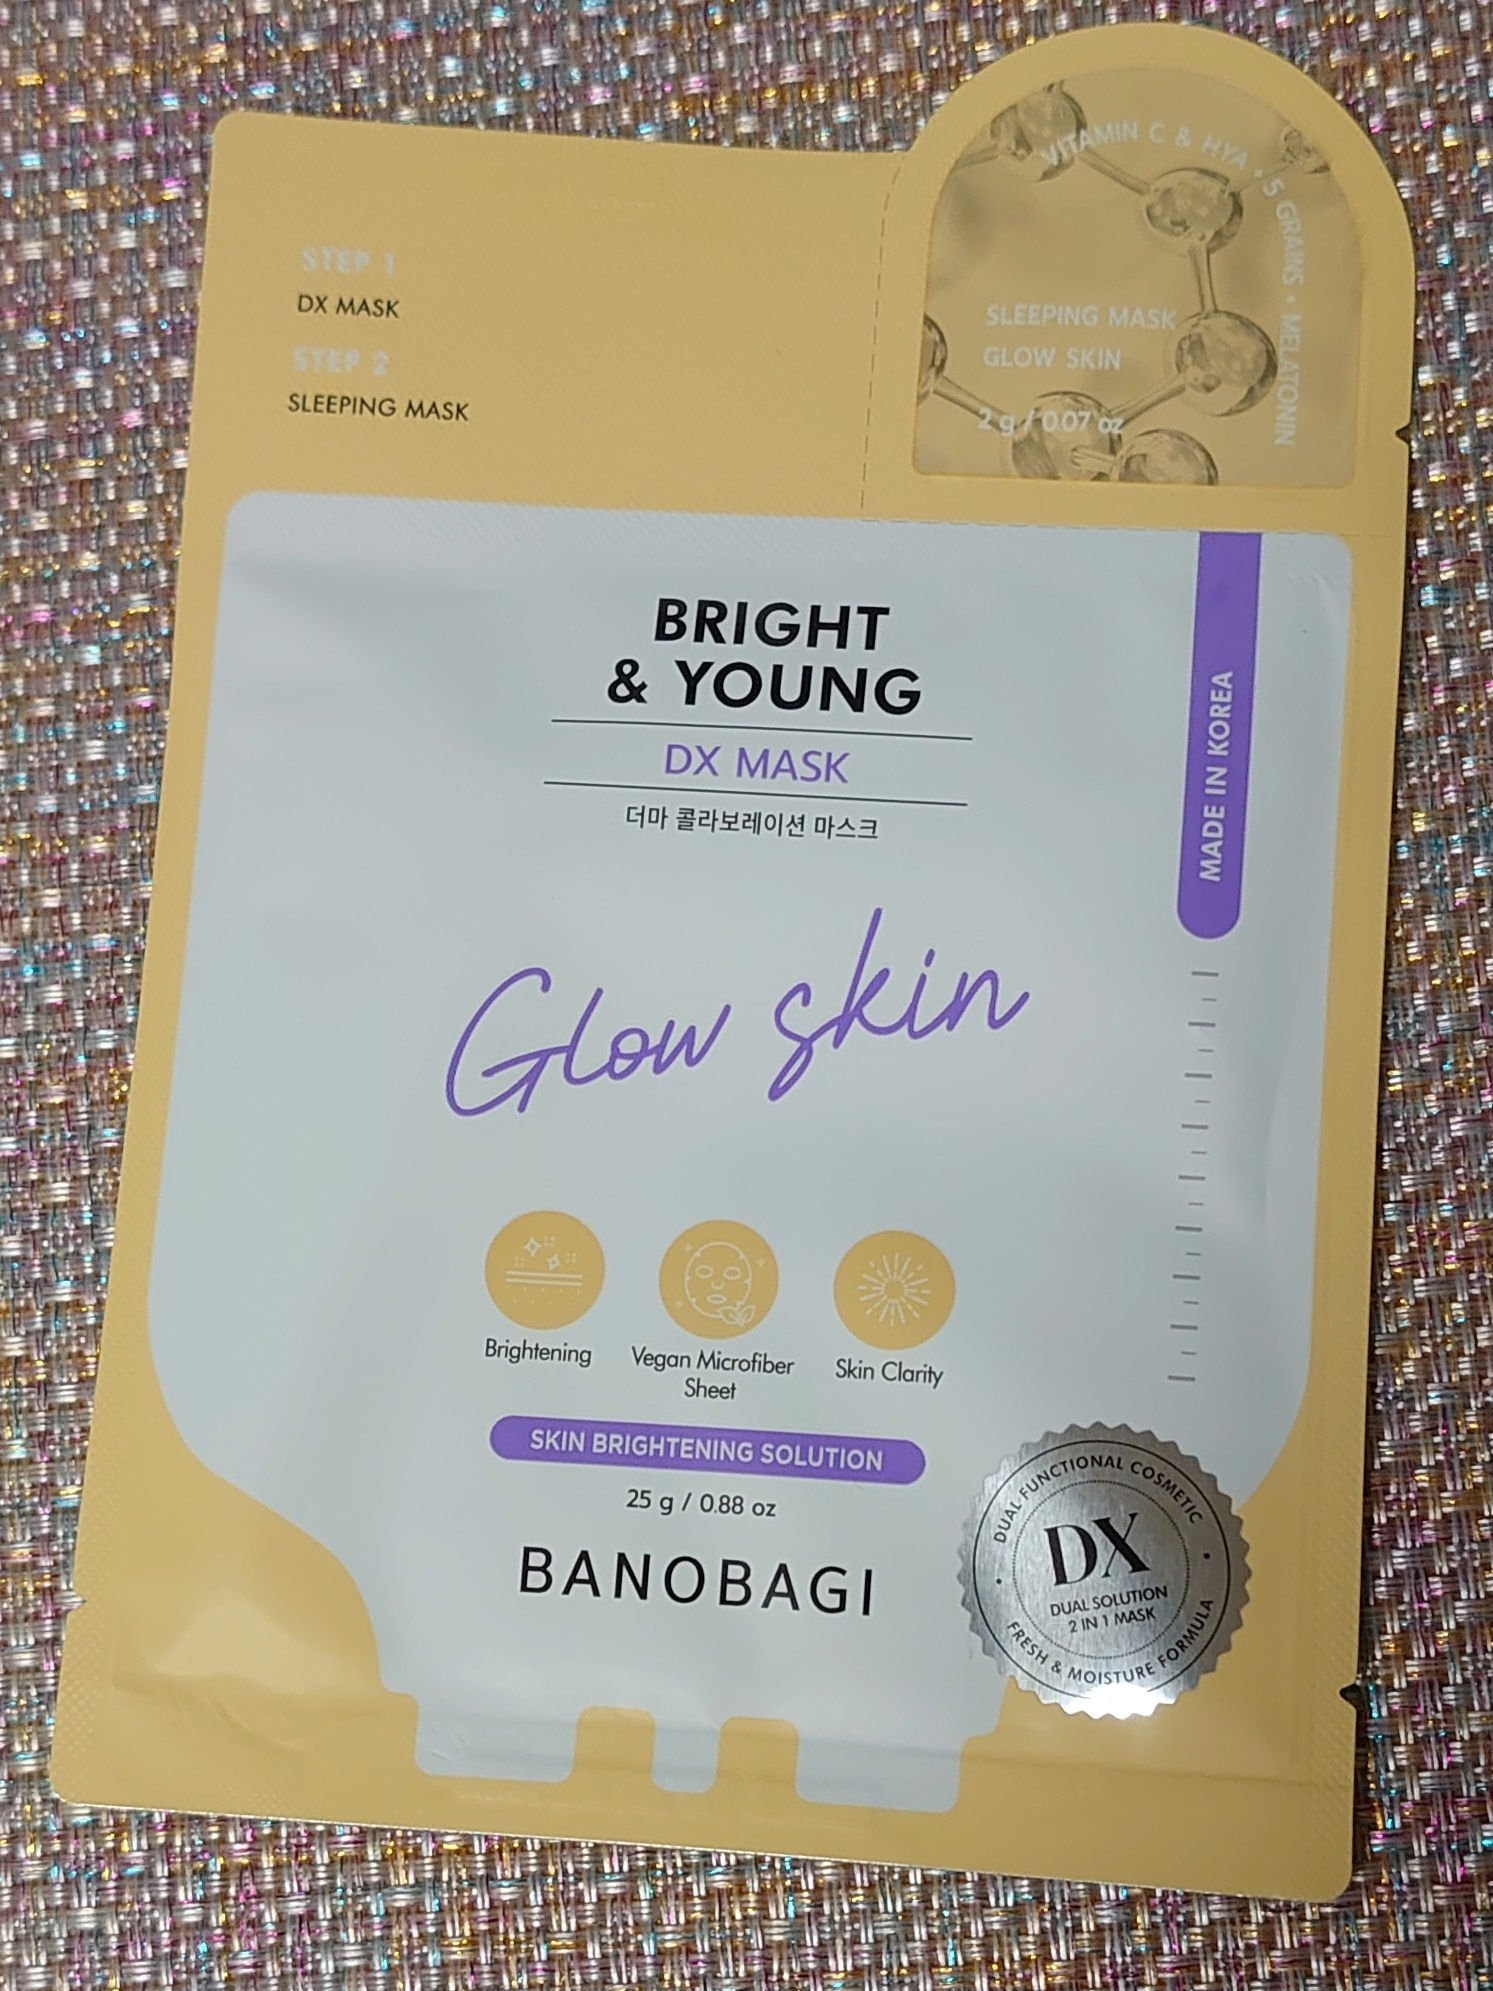 VITAMIN C & HYA • 5 GRAINS • MELATONIN
STEP 1
DX MASK
STEP 2
SLEEPING MASK
SLEEPING MASK
GLOW SKIN
2 g / 0.07 oz
BRIGHT
& YOUNG
DX MASK
더마 콜라보레이션 마스크
MADE IN KOREA
Glow skin
Brightening
Vegan Microfiber
Sheet
Skin Clarity
SKIN BRIGHTENING SOLUTION
25 g / 0.88 oz
BANOBAGI
• DUAL FUNCTIONAL COSMETIC •
DX
DUAL SOLUTION
2 IN 1 MASK
FRESH & MOISTURE FORMULA